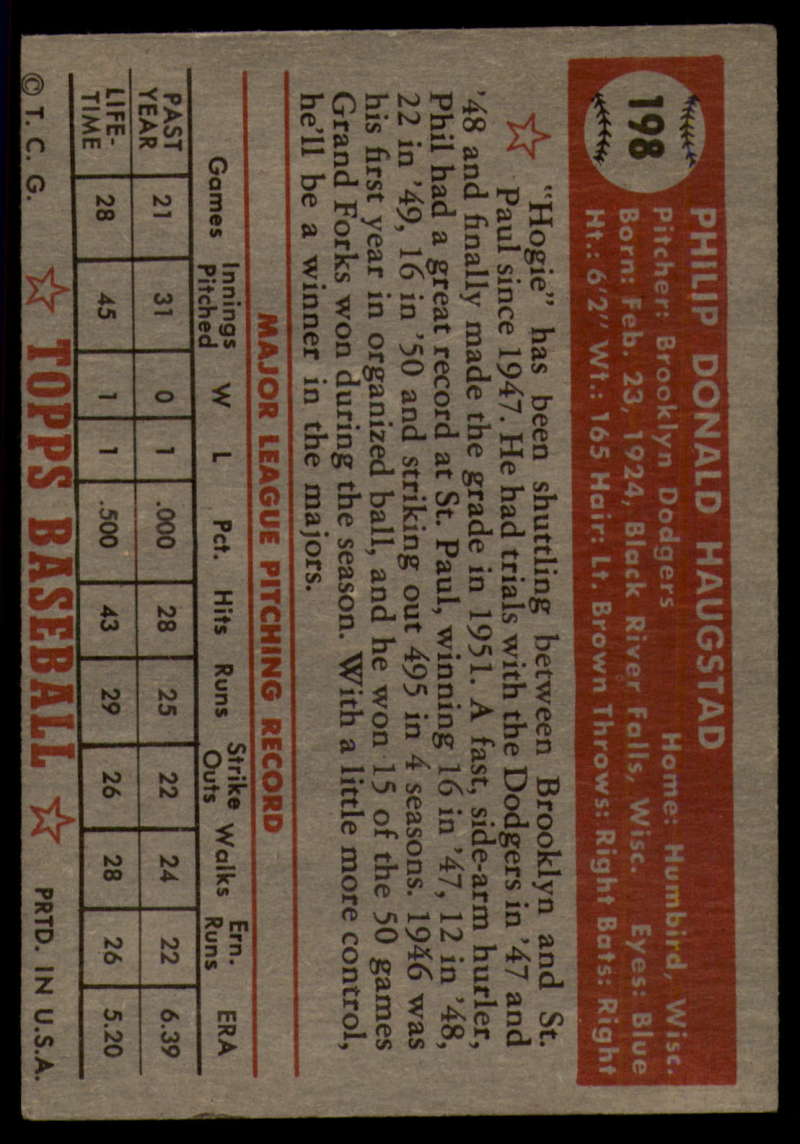 198
PHILIP DONALD HAUGSTAD
Pitcher: Brooklyn Dodgers Home: Humbird, Wisc.
Born: Feb. 23, 1924, Black River Falls, Wisc. Eyes: Blue
Ht.: 6'2" Wt.: 165 Hair: Lt. Brown Throws: Right Bats: Right
"Hogie" has been shuttling between Brooklyn and St.
Paul since 1947. He had trials with the Dodgers in '47 and
'48 and finally made the grade in 1951. A fast, side-arm hurler,
Phil had a great record at St. Paul, winning 16 in '47, 12 in '48,
22 in '49, 16 in '50 and striking out 495 in 4 seasons. 1946 was
his first year in organized ball, and he won 15 of the 50 games
Grand Forks won during the season. With a little more control,
he'll be a winner in the majors.
MAJOR LEAGUE PITCHING RECORD
Games Innings Pitched W L Pct. Hits Runs Strike Outs Walks Ern. Runs ERA
PAST YEAR 21 31 0 1 .000 28 25 22 24 22 6.39
LIFE-TIME 28 45 1 1 .500 43 29 26 28 26 5.20
© T. C. G. TOPPS BASEBALL PRTD. IN U.S.A.